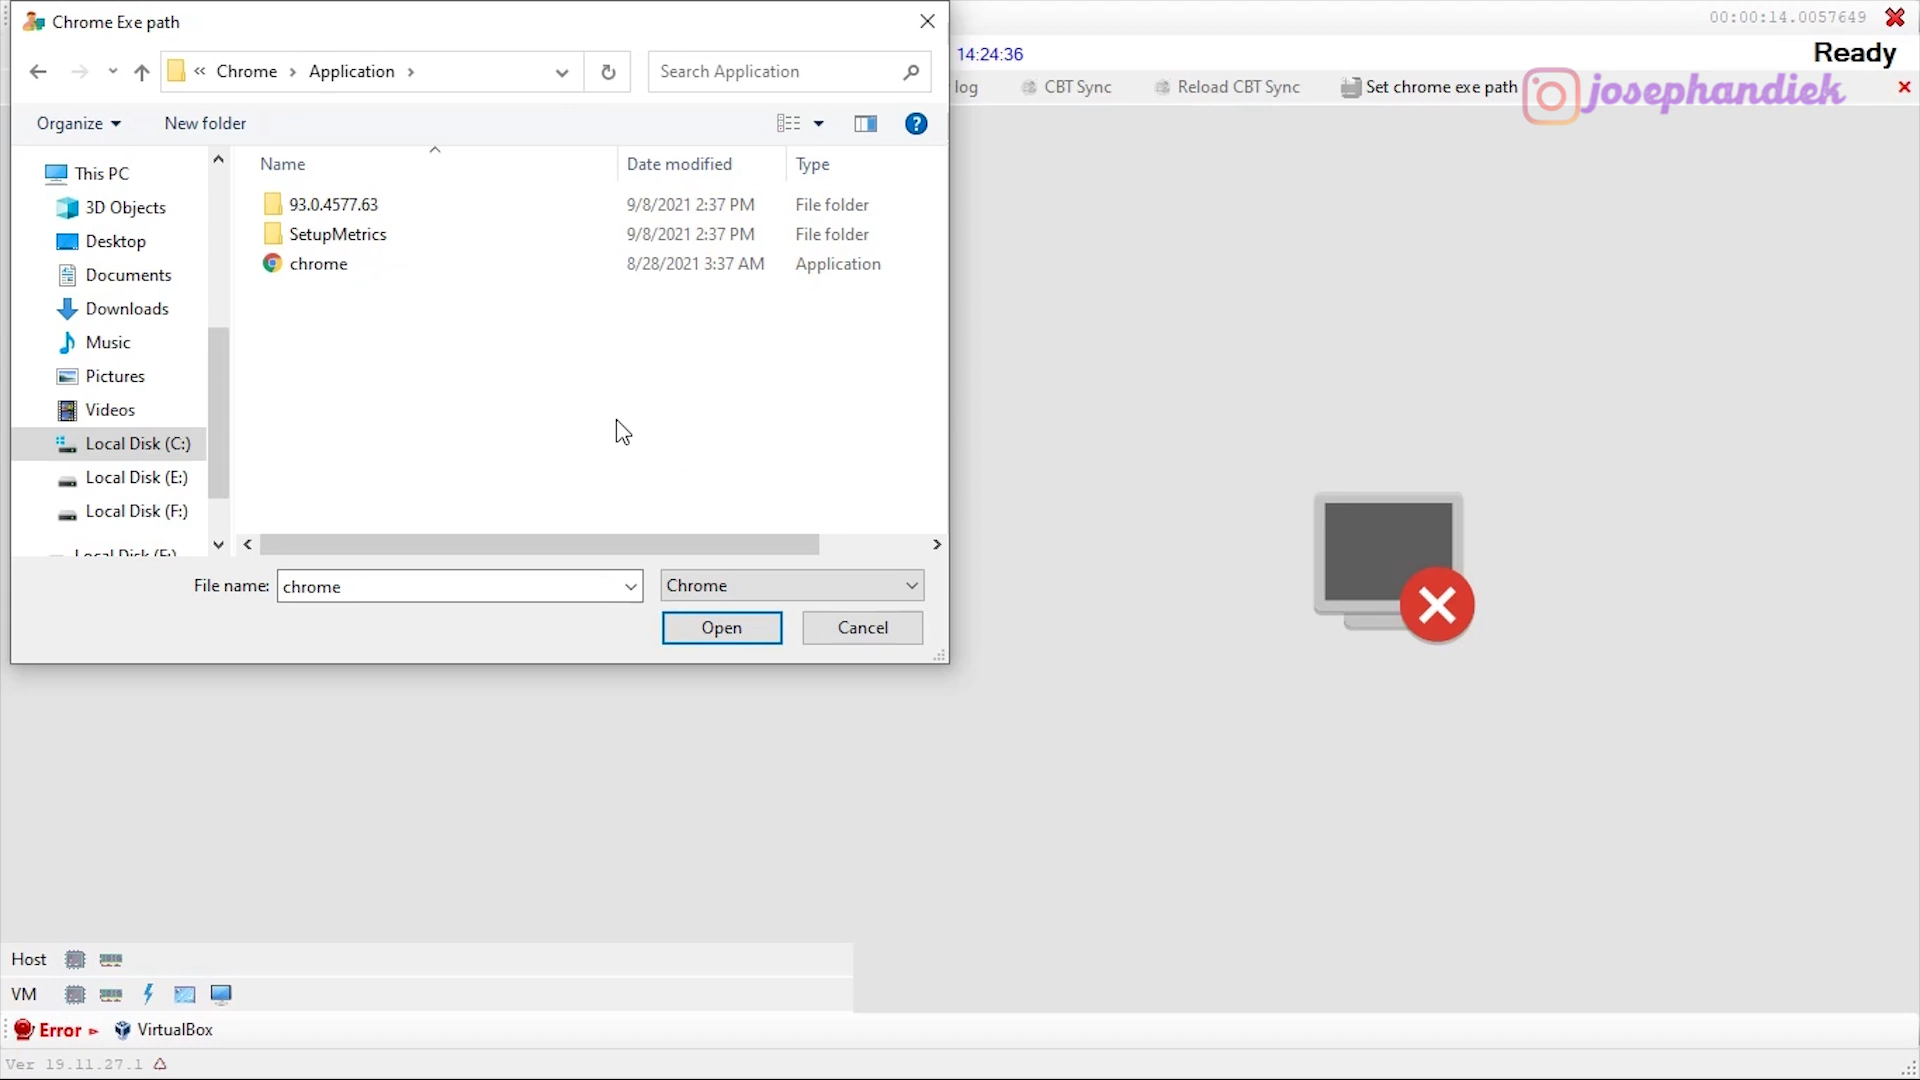 Chrome Exe path
00:00:14.0057649
« Chrome › Application ›
Search Application
14:24:36
Ready
log
CBT Sync
Reload CBT Sync
Set chrome exe path
josephandiek
Organize
New folder
Name
Date modified
Type
This PC
3D Objects
Desktop
Documents
Downloads
Music
Pictures
Videos
Local Disk (C:)
Local Disk (E:)
Local Disk (F:)
Local Disk (E:)
93.0.4577.63 9/8/2021 2:37 PM File folder
SetupMetrics 9/8/2021 2:37 PM File folder
chrome 8/28/2021 3:37 AM Application
File name: chrome
Chrome
Open
Cancel
Host
VM
Error
VirtualBox
Ver 19.11.27.1